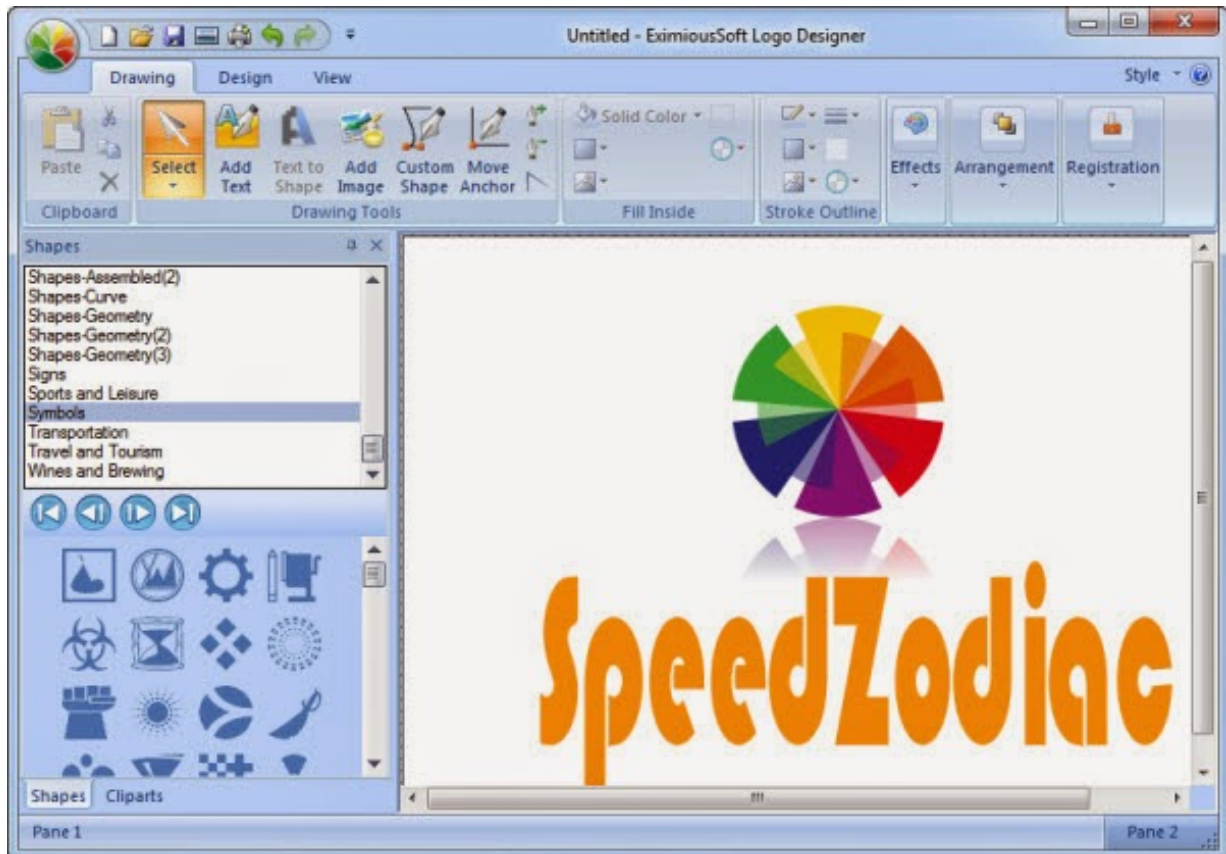 Untitled - EximiousSoft Logo Designer
Drawing Design View Style
Paste
Select
Add Text
Text to Shape
Add Image
Custom Shape
Move Anchor
Solid Color
Effects
Arrangement
Registration
Clipboard
Drawing Tools
Fill Inside
Stroke Outline
Shapes
Shapes-Assembled(2)
Shapes-Curve
Shapes-Geometry
Shapes-Geometry(2)
Shapes-Geometry(3)
Signs
Sports and Leisure
Symbols
Transportation
Travel and Tourism
Wines and Brewing
SpeedZodiac
Shapes Cliparts
Pane 1
Pane 2